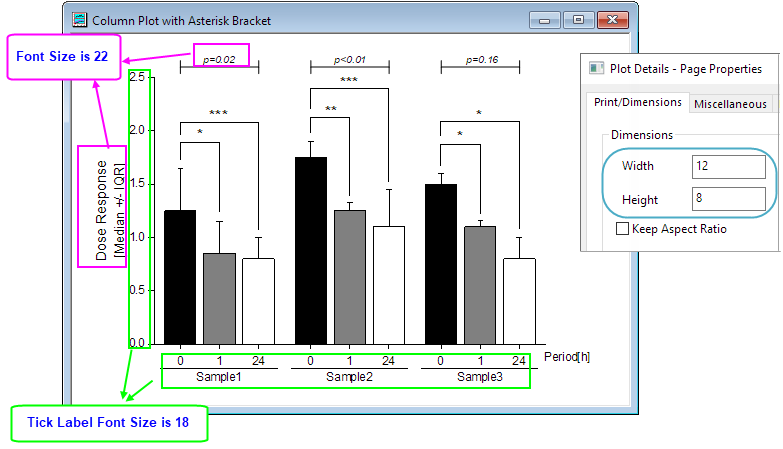 Column Plot with Asterisk Bracket
Font Size is 22
p=0.02
p<0.01
p=0.16
Plot Details - Page Properties
Print/Dimensions
Miscellaneous
Dimensions
Width
12
Height
8
Keep Aspect Ratio
2.5
2.0
1.5
1.0
0.5
0.0
Dose Response
[Median +/- IQR]
***
*
***
**
*
*
0 1 24
0 1 24
0 1 24
Period[h]
Sample1
Sample2
Sample3
Tick Label Font Size is 18